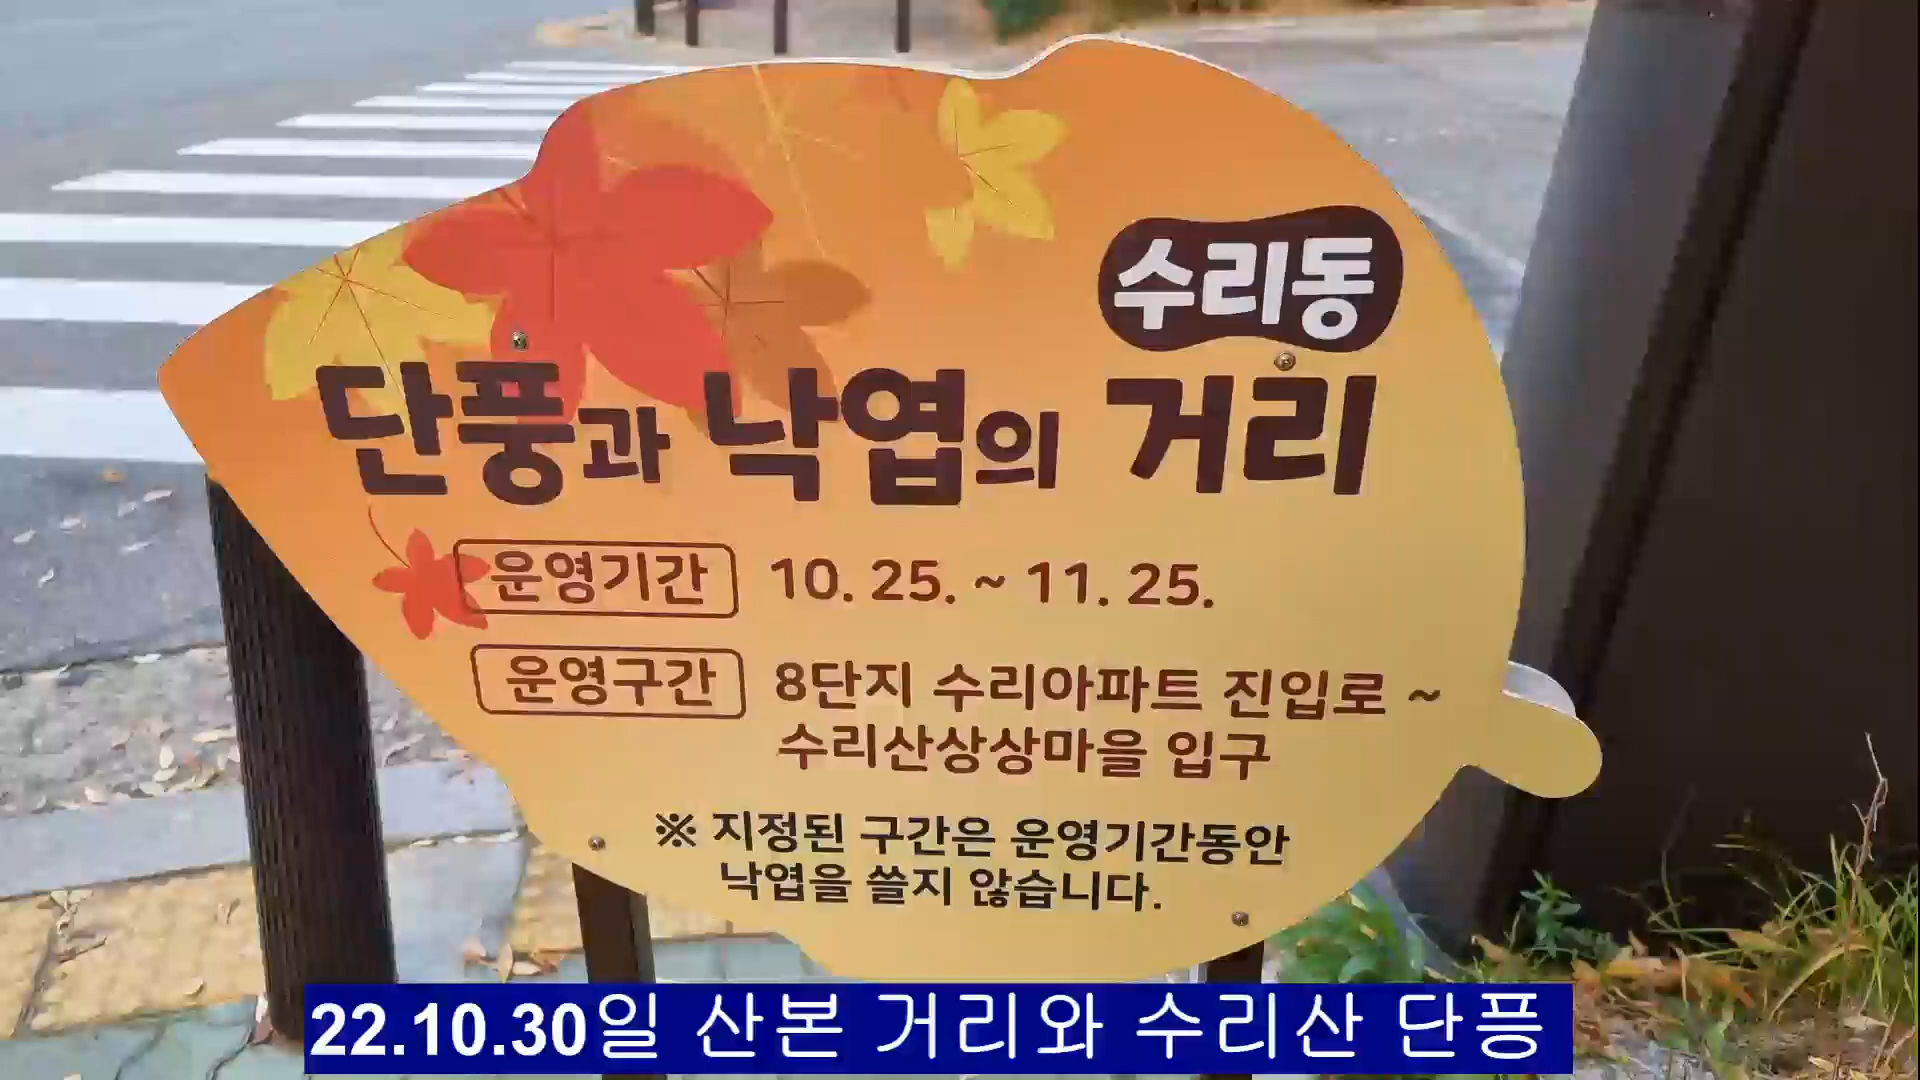 수리동
단풍과 낙엽의 거리
운영기간 10. 25. ~ 11. 25.
운영구간 8단지 수리아파트 진입로 ~
수리산상상마을 입구
※ 지정된 구간은 운영기간동안
낙엽을 쓸지 않습니다.
22.10.30일 산본 거리와 수리산 단픙